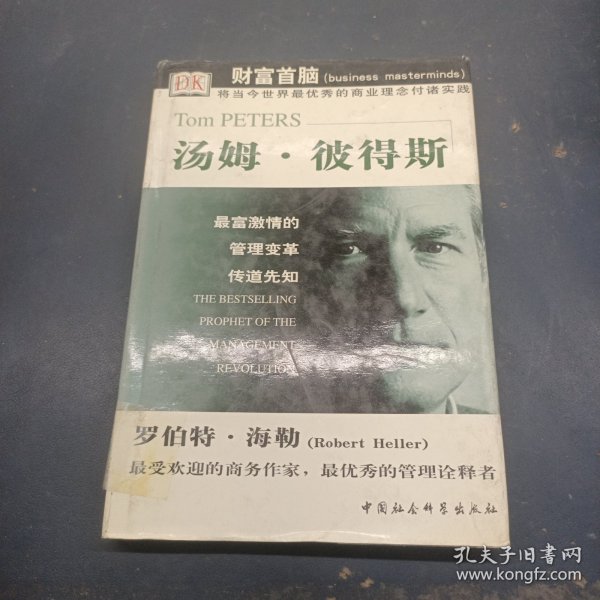 DK
财富首脑 (business masterminds)
将当今世界最优秀的商业理念付诸实践
Tom PETERS
汤姆·彼得斯
最富激情的
管理变革
传道先知
THE BESTSELLING
PROPHET OF THE
MANAGEMENT
REVOLUTION
罗伯特·海勒 (Robert Heller)
最受欢迎的商务作家，最优秀的管理诠释者
中国社会科学出版社
孔夫子旧书网
www.kongfz.com